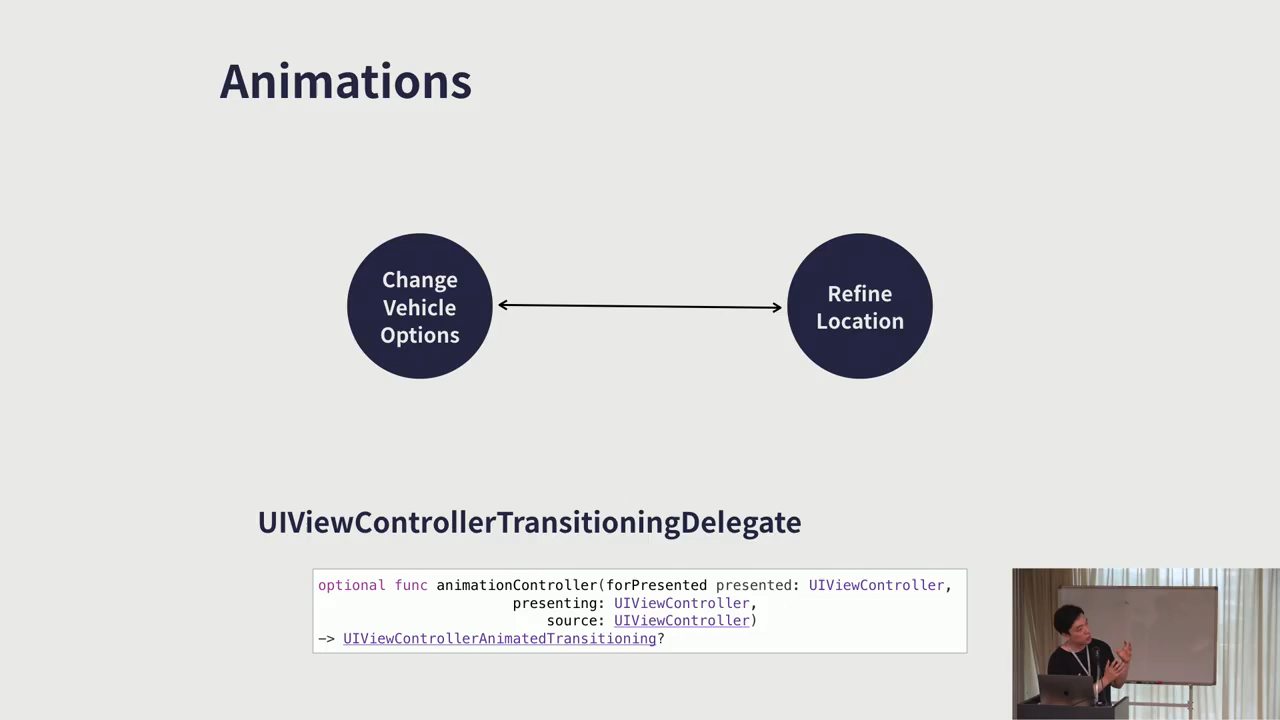 Animations
Change
Vehicle
Options
Refine
Location
UIViewControllerTransitioningDelegate
optional func animationController(forPresented presented: UIViewController,
presenting: UIViewController,
source: UIViewController)
-> UIViewControllerAnimatedTransitioning?